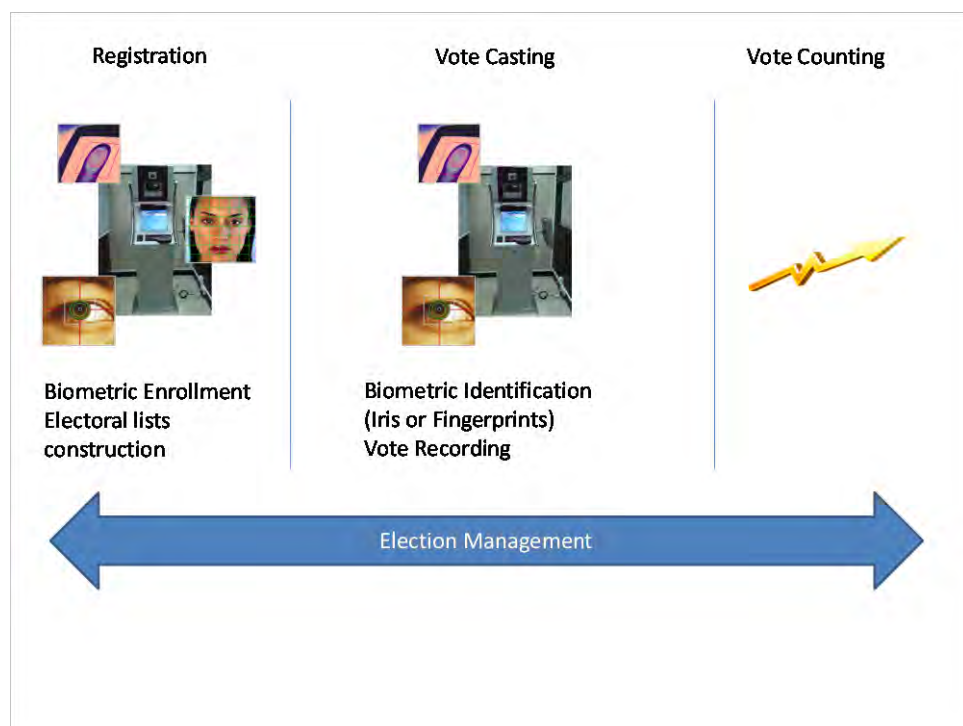 Registration
Vote Casting
Vote Counting
Biometric Enrollment
Electoral lists
construction
Biometric Identification
(Iris or Fingerprints)
Vote Recording
Election Management